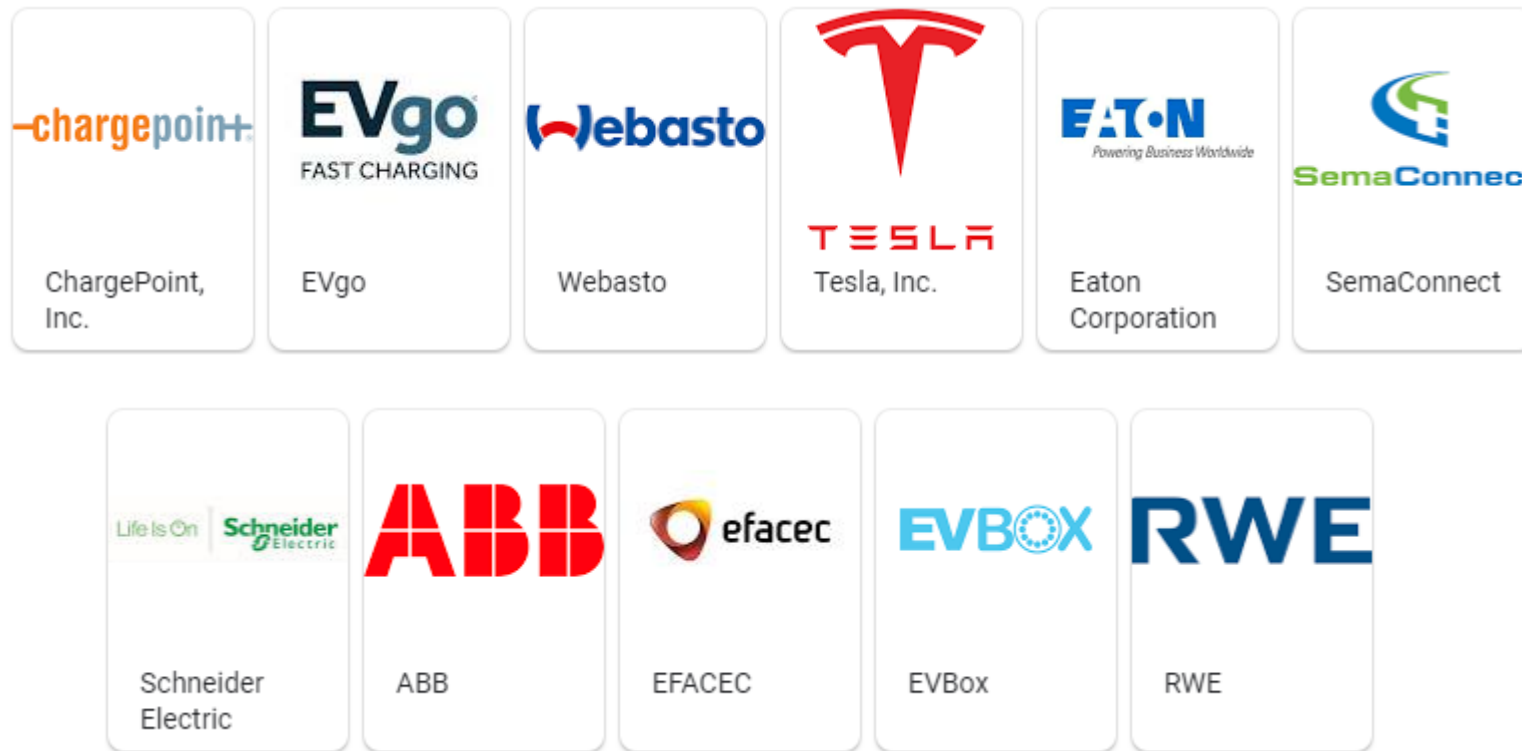 chargepoin+
EVgo
FAST CHARGING
Webasto
TESLA
EATON
Powering Business Worldwide
SemaConnec
ChargePoint,
Inc.
EVgo
Webasto
Tesla, Inc.
Eaton
Corporation
SemaConnect
Life Is On
Schneider
Electric
ABB
efacec
EVBOX
RWE
Schneider
Electric
ABB
EFACEC
EVBox
RWE